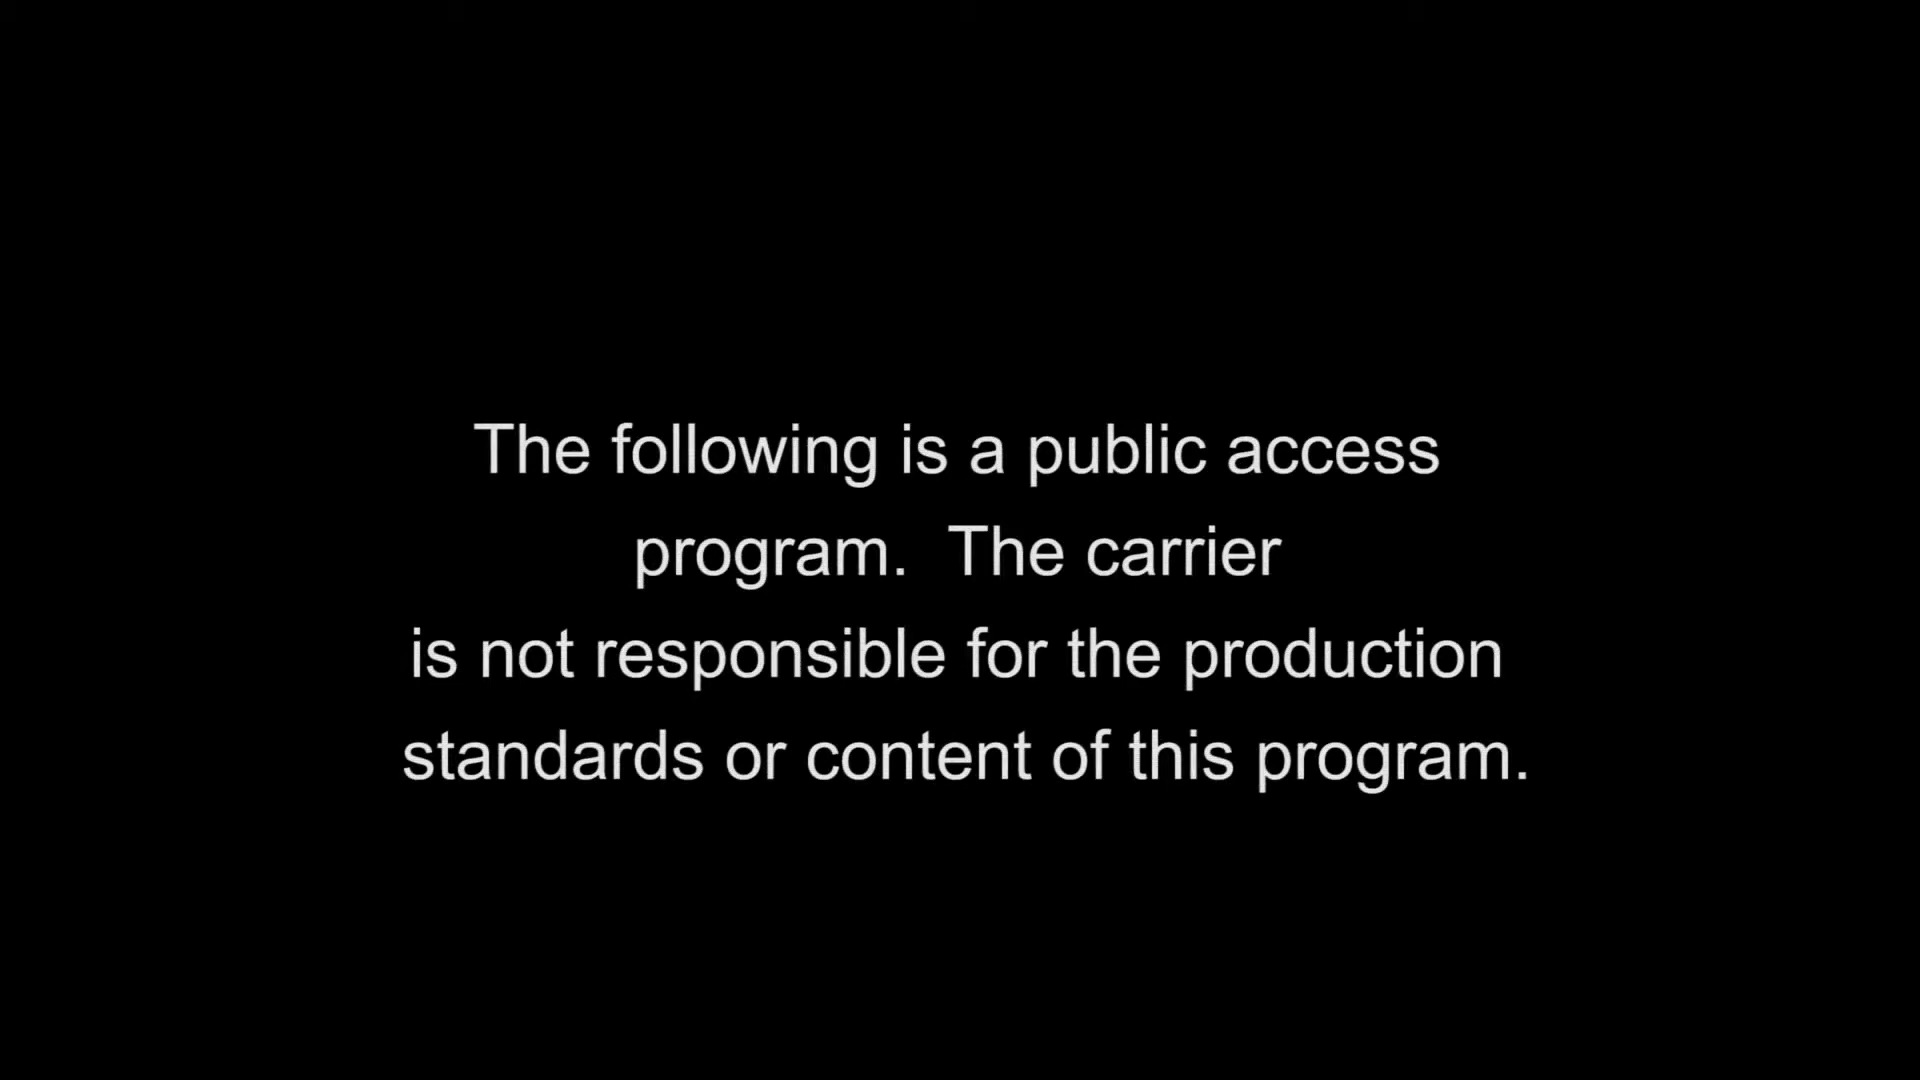 The following is a public access
program.  The carrier
is not responsible for the production
standards or content of this program.